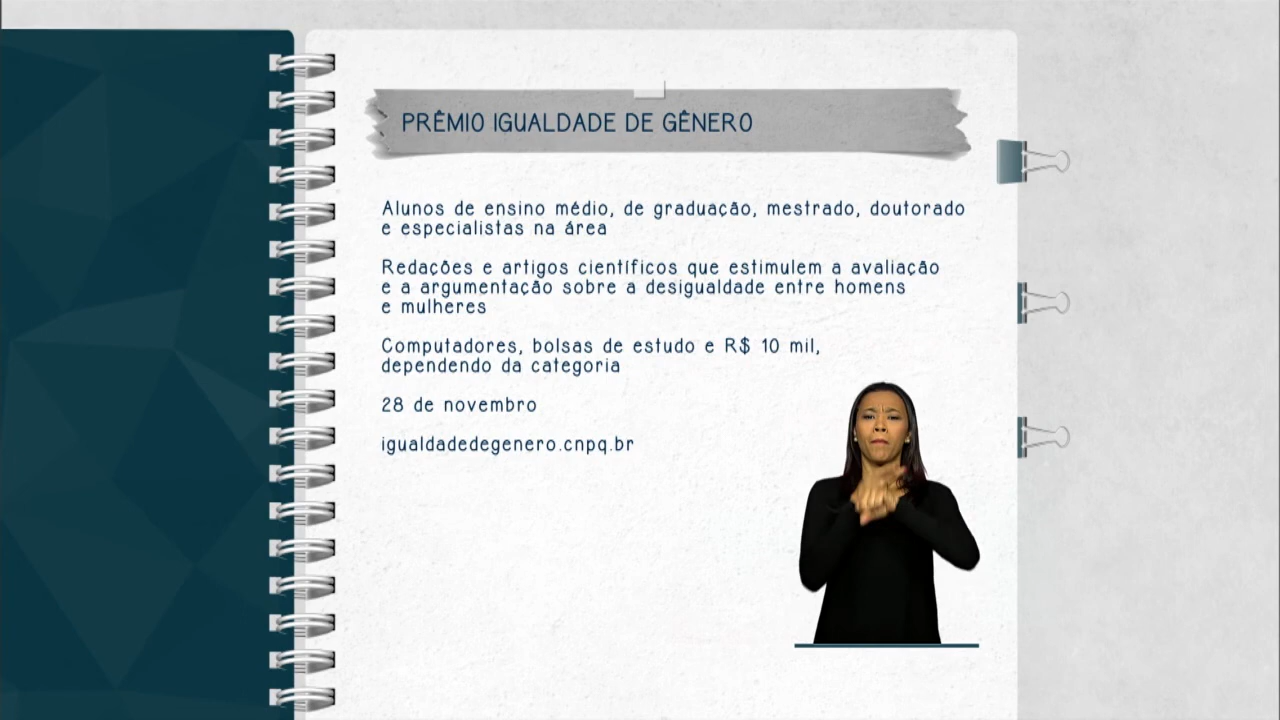 PRÊMIO IGUALDADE DE GÊNERO
Alunos de ensino médio, de graduação, mestrado, doutorado
e especialistas na área
Redações e artigos científicos que estimulem a avaliação
e a argumentação sobre a desigualdade entre homens
e mulheres
Computadores, bolsas de estudo e R$ 10 mil,
dependendo da categoria
28 de novembro
igualdadedegenero.cnpq.br